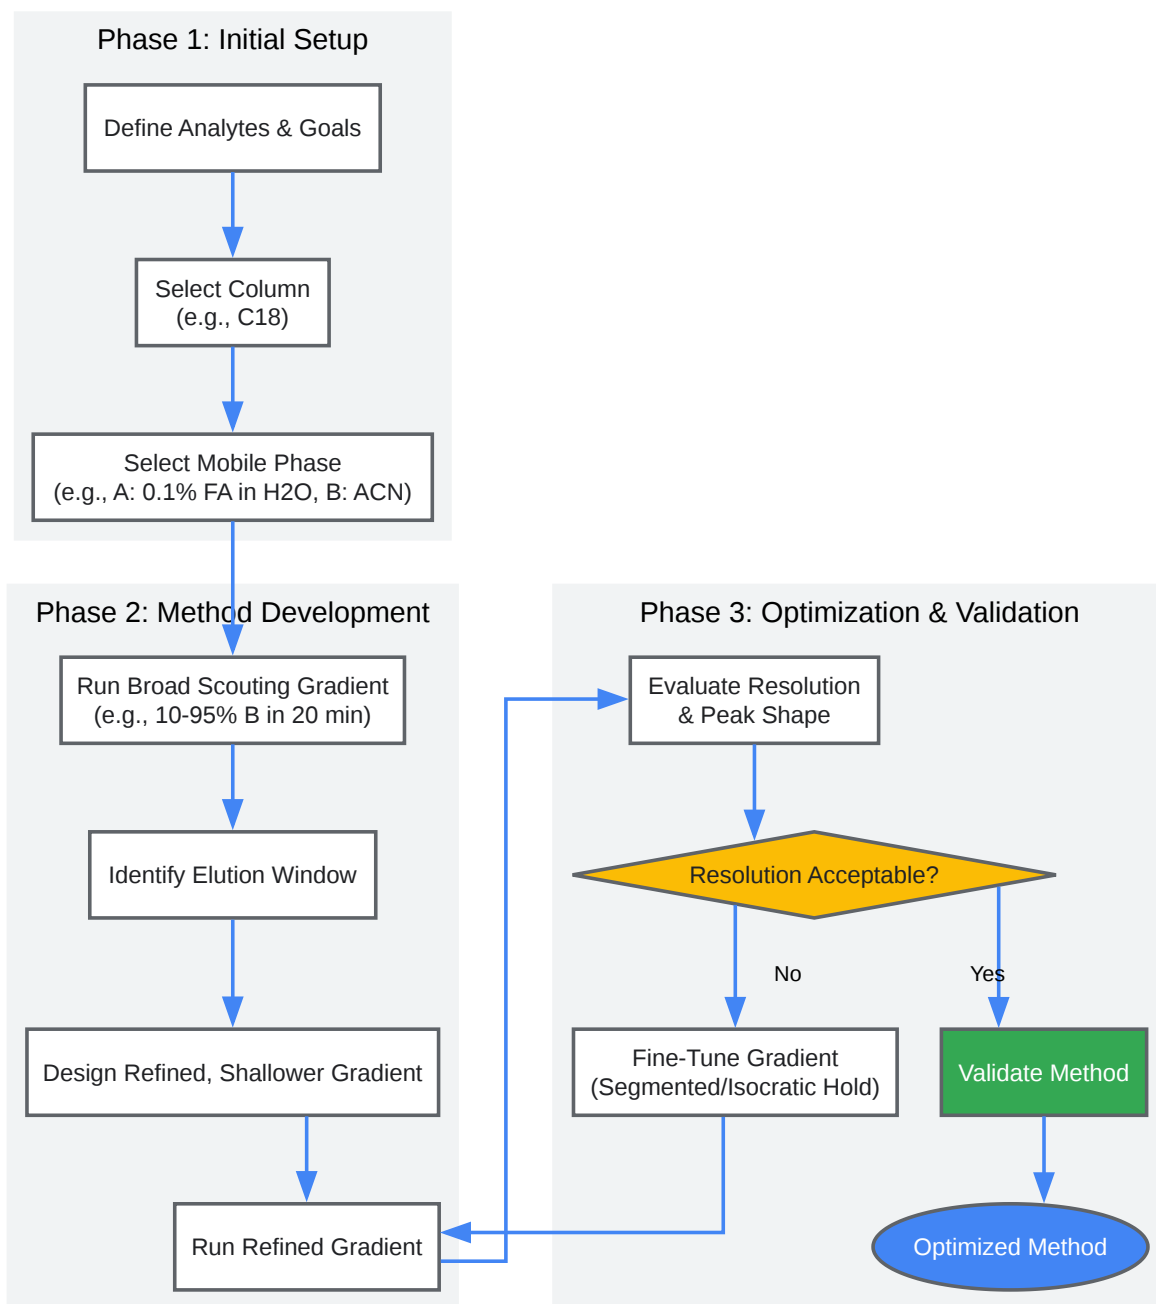 Phase 1: Initial Setup
Define Analytes & Goals
Select Column
(e.g., C18)
Select Mobile Phase
(e.g., A: 0.1% FA in H2O, B: ACN)
Phase 2: Method Development
Run Broad Scouting Gradient
(e.g., 10-95% B in 20 min)
Identify Elution Window
Design Refined, Shallower Gradient
Run Refined Gradient
Phase 3: Optimization & Validation
Evaluate Resolution
& Peak Shape
Resolution Acceptable?
No
Yes
Fine-Tune Gradient
(Segmented/Isocratic Hold)
Validate Method
Optimized Method